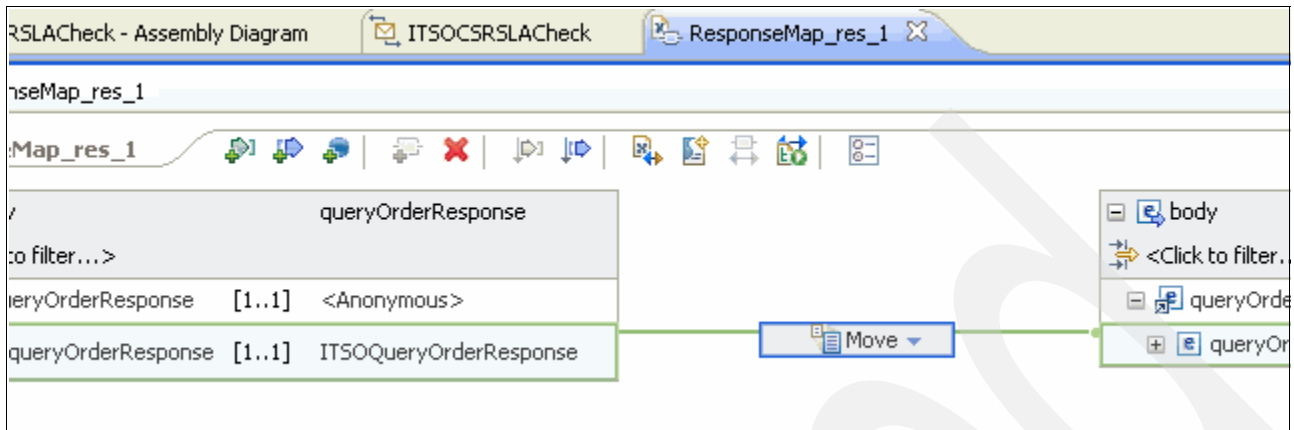 RSLACheck - Assembly Diagram ITSOCSRSLACheck ResponseMap_res_1
nseMap_res_1
Map_res_1
queryOrderResponse body
to filter...> <Click to filter..
ueryOrderResponse [1..1] <Anonymous> queryOrde
queryOrderResponse [1..1] ITSOQueryOrderResponse Move queryOr